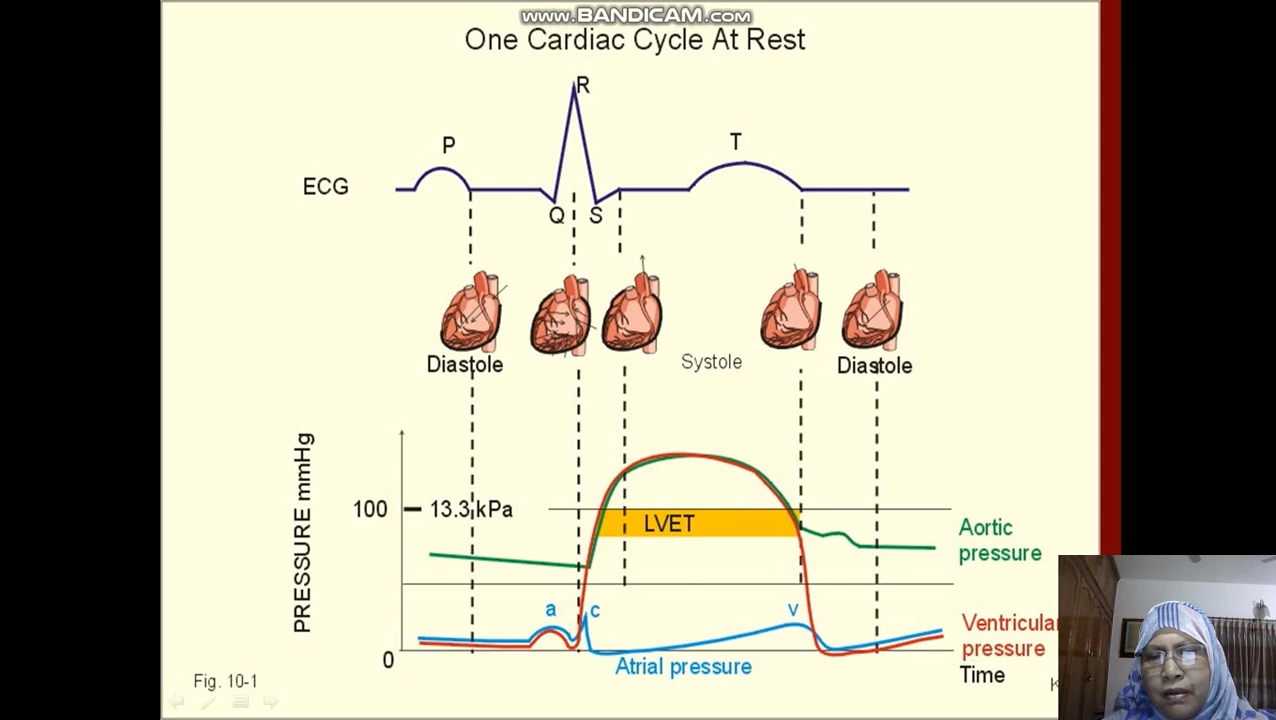 www.BANDICAM.com
One Cardiac Cycle At Rest
R
P
T
ECG
Q
S
Diastole
Systole
Diastole
PRESSURE mmHg
100
13.3 kPa
LVET
Aortic
pressure
a
c
v
Ventricular
pressure
0
Atrial pressure
Time
Fig. 10-1
K